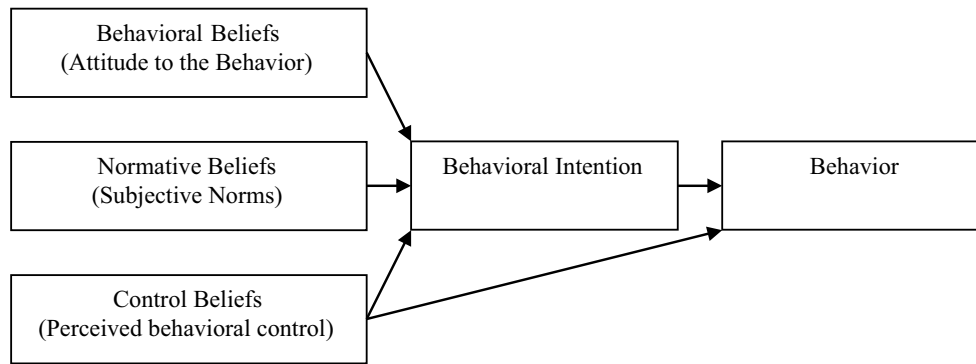 Behavioral Beliefs
(Attitude to the Behavior)
Normative Beliefs
(Subjective Norms)
Behavioral Intention
Behavior
Control Beliefs
(Perceived behavioral control)